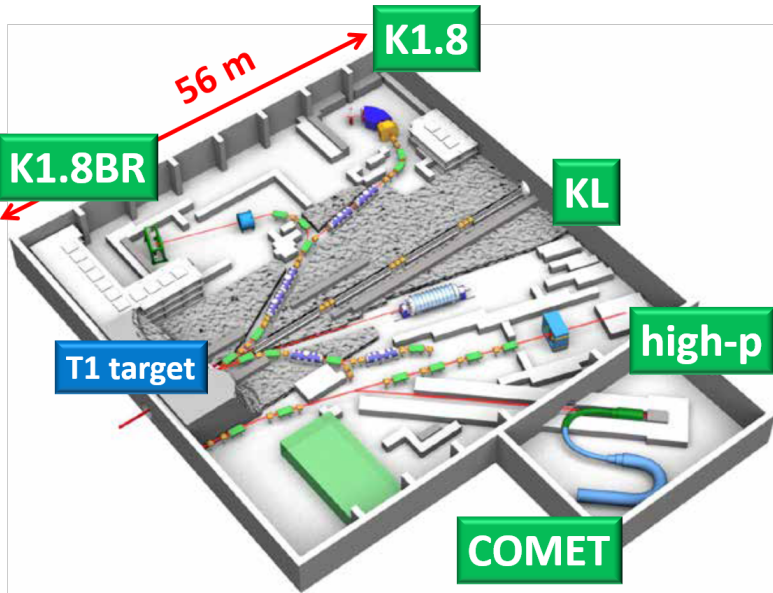 K1.8
56 m
K1.8BR
KL
high-p
T1 target
COMET